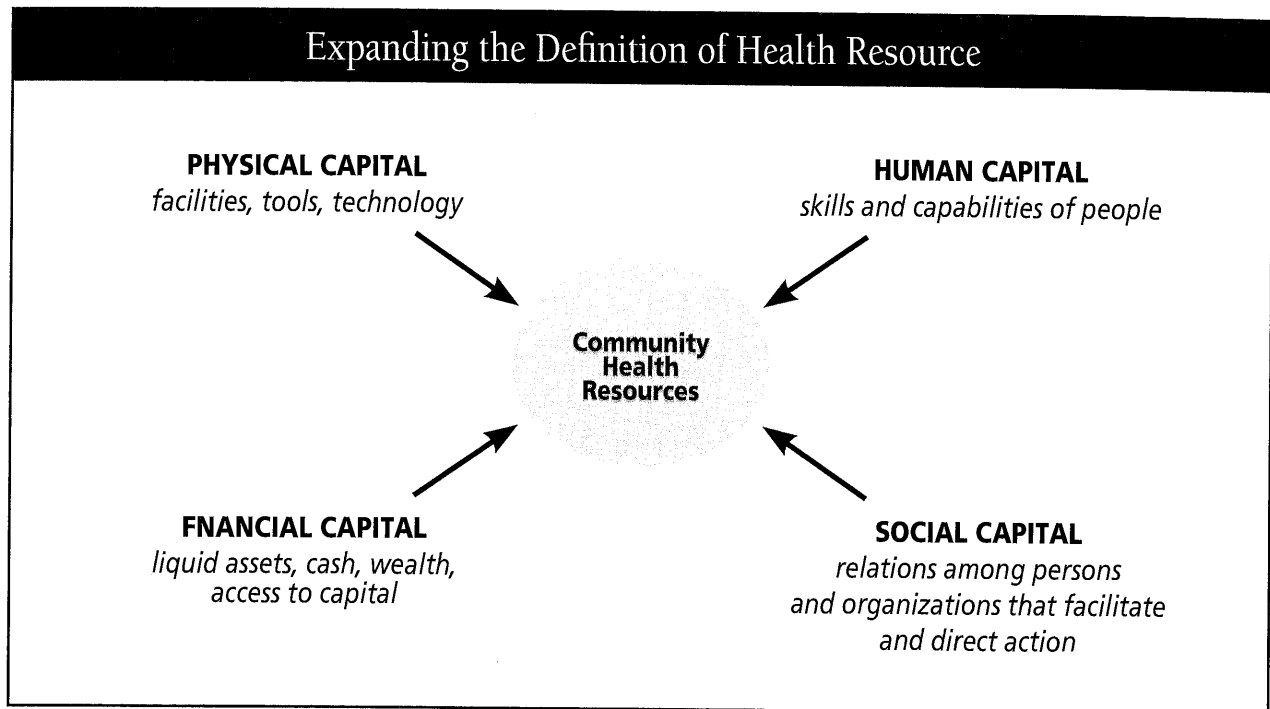 Expanding the Definition of Health Resource
PHYSICAL CAPITAL
facilities, tools, technology
HUMAN CAPITAL
skills and capabilities of people
Community
Health
Resources
FNANCIAL CAPITAL
liquid assets, cash, wealth,
access to capital
SOCIAL CAPITAL
relations among persons
and organizations that facilitate
and direct action